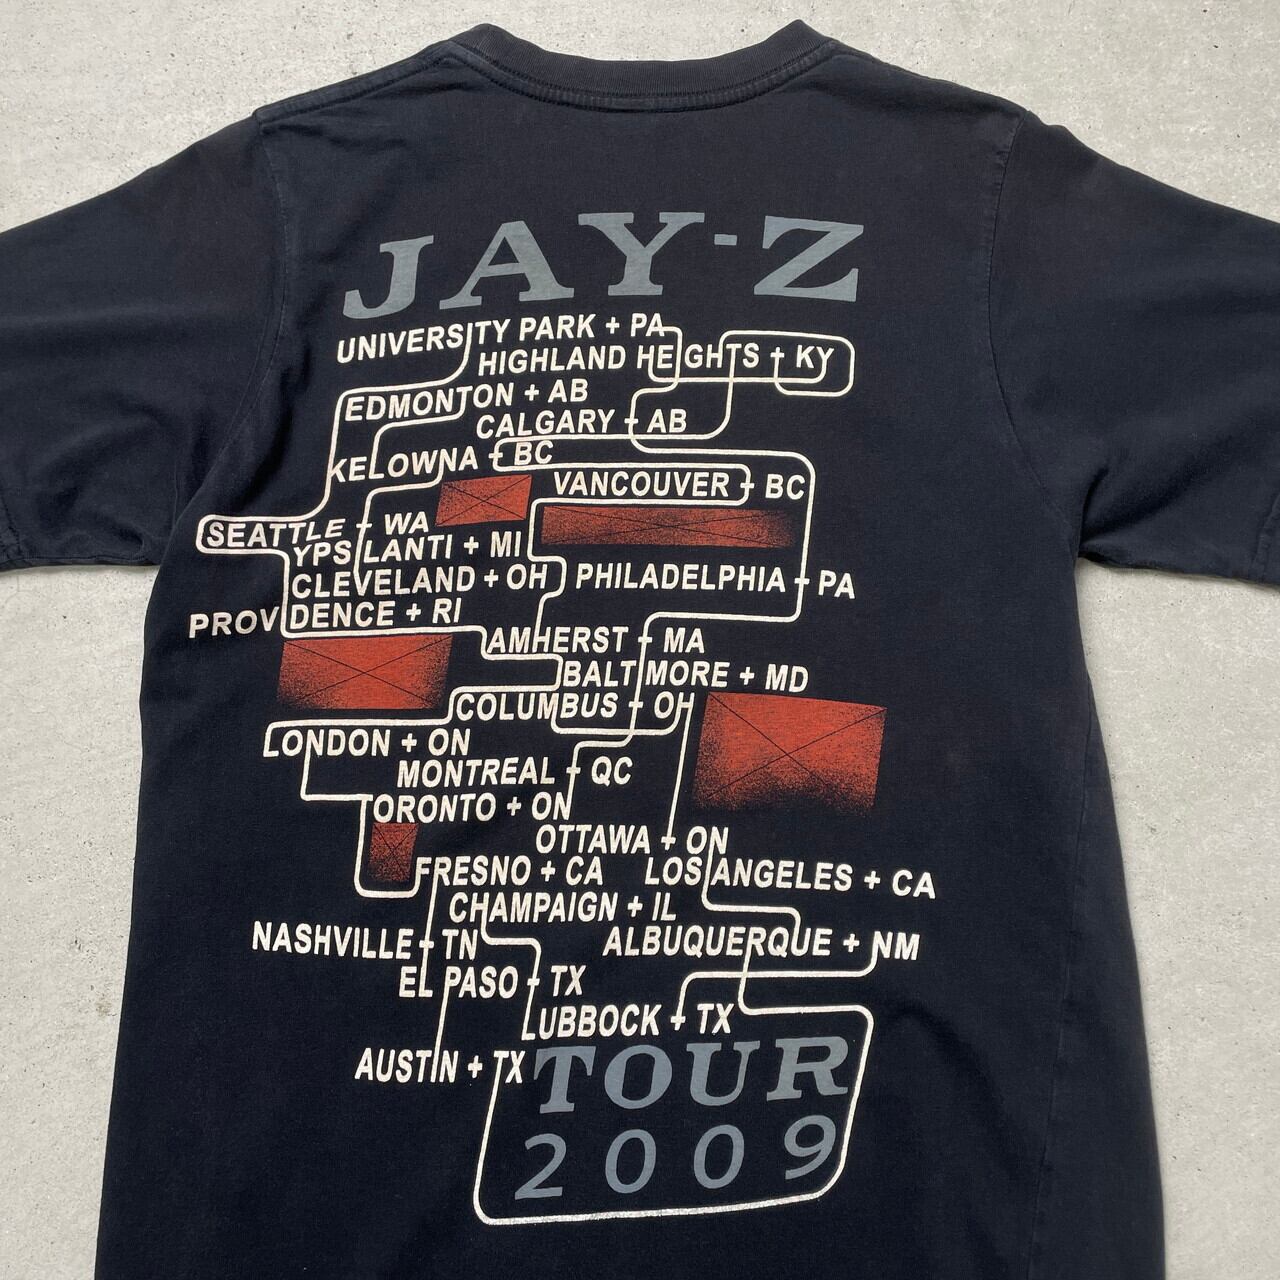 JAY-Z
UNIVERSITY PARK + PA
HIGHLAND HEIGHTS + KY
EDMONTON + AB
CALGARY + AB
KELOWNA + BC
VANCOUVER + BC
SEATTLE + WA
YPSILANTI + MI
CLEVELAND + OH
PHILADELPHIA + PA
PROVIDENCE + RI
AMHERST + MA
BALTIMORE + MD
COLUMBUS + OH
LONDON + ON
MONTREAL + QC
TORONTO + ON
OTTAWA + ON
FRESNO + CA
LOS ANGELES + CA
CHAMPAIGN + IL
NASHVILLE + TN
ALBUQUERQUE + NM
EL PASO + TX
LUBBOCK + TX
AUSTIN + TX
TOUR
2009